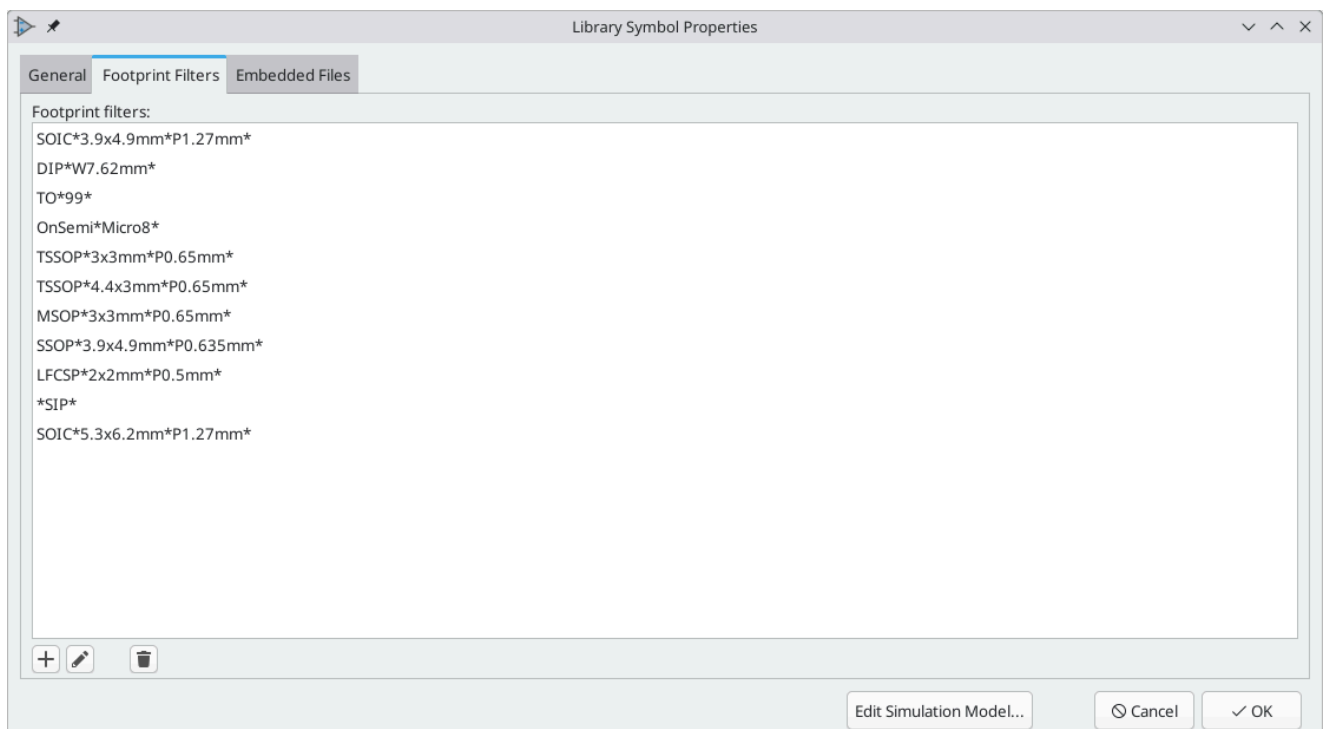 Library Symbol Properties
General Footprint Filters Embedded Files
Footprint filters:
SOIC*3.9x4.9mm*P1.27mm*
DIP*W7.62mm*
TO*99*
OnSemi*Micro8*
TSSOP*3x3mm*P0.65mm*
TSSOP*4.4x3mm*P0.65mm*
MSOP*3x3mm*P0.65mm*
SSOP*3.9x4.9mm*P0.635mm*
LFCSP*2x2mm*P0.5mm*
*SIP*
SOIC*5.3x6.2mm*P1.27mm*
Edit Simulation Model... Cancel OK